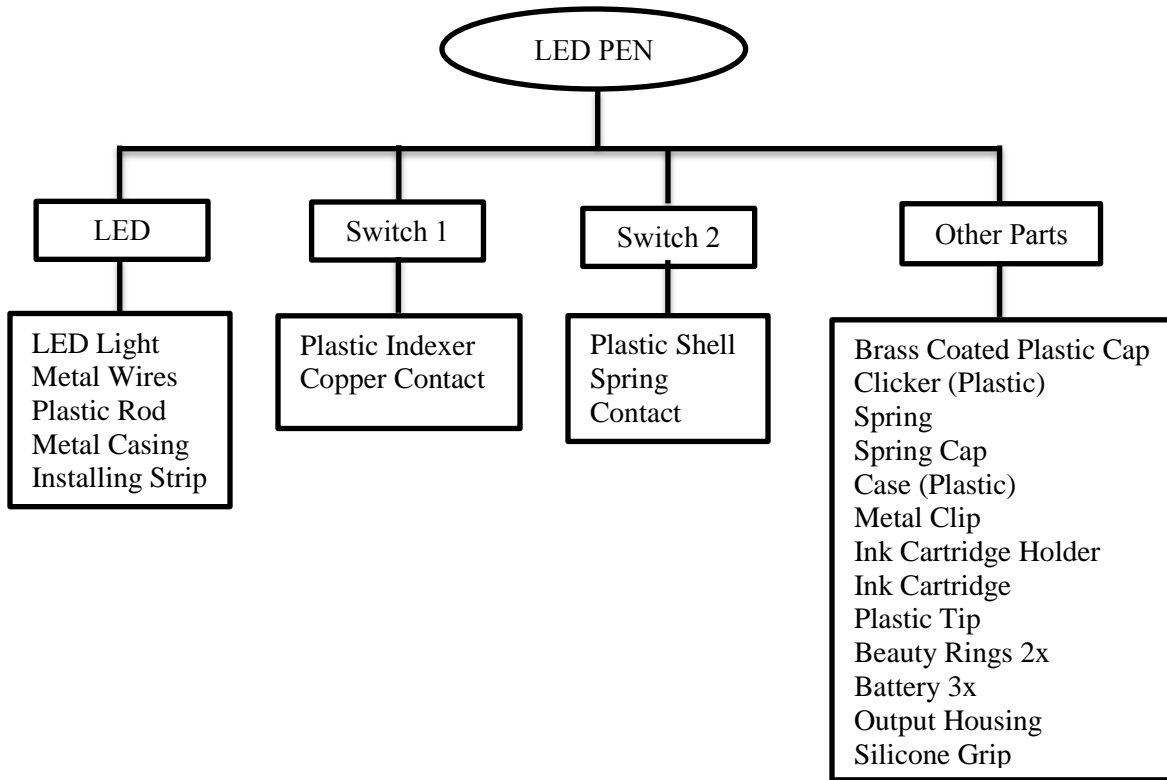 LED PEN
LED
Switch 1
Switch 2
Other Parts
LED Light
Metal Wires
Plastic Rod
Metal Casing
Installing Strip
Plastic Indexer
Copper Contact
Plastic Shell
Spring
Contact
Brass Coated Plastic Cap
Clicker (Plastic)
Spring
Spring Cap
Case (Plastic)
Metal Clip
Ink Cartridge Holder
Ink Cartridge
Plastic Tip
Beauty Rings 2x
Battery 3x
Output Housing
Silicone Grip